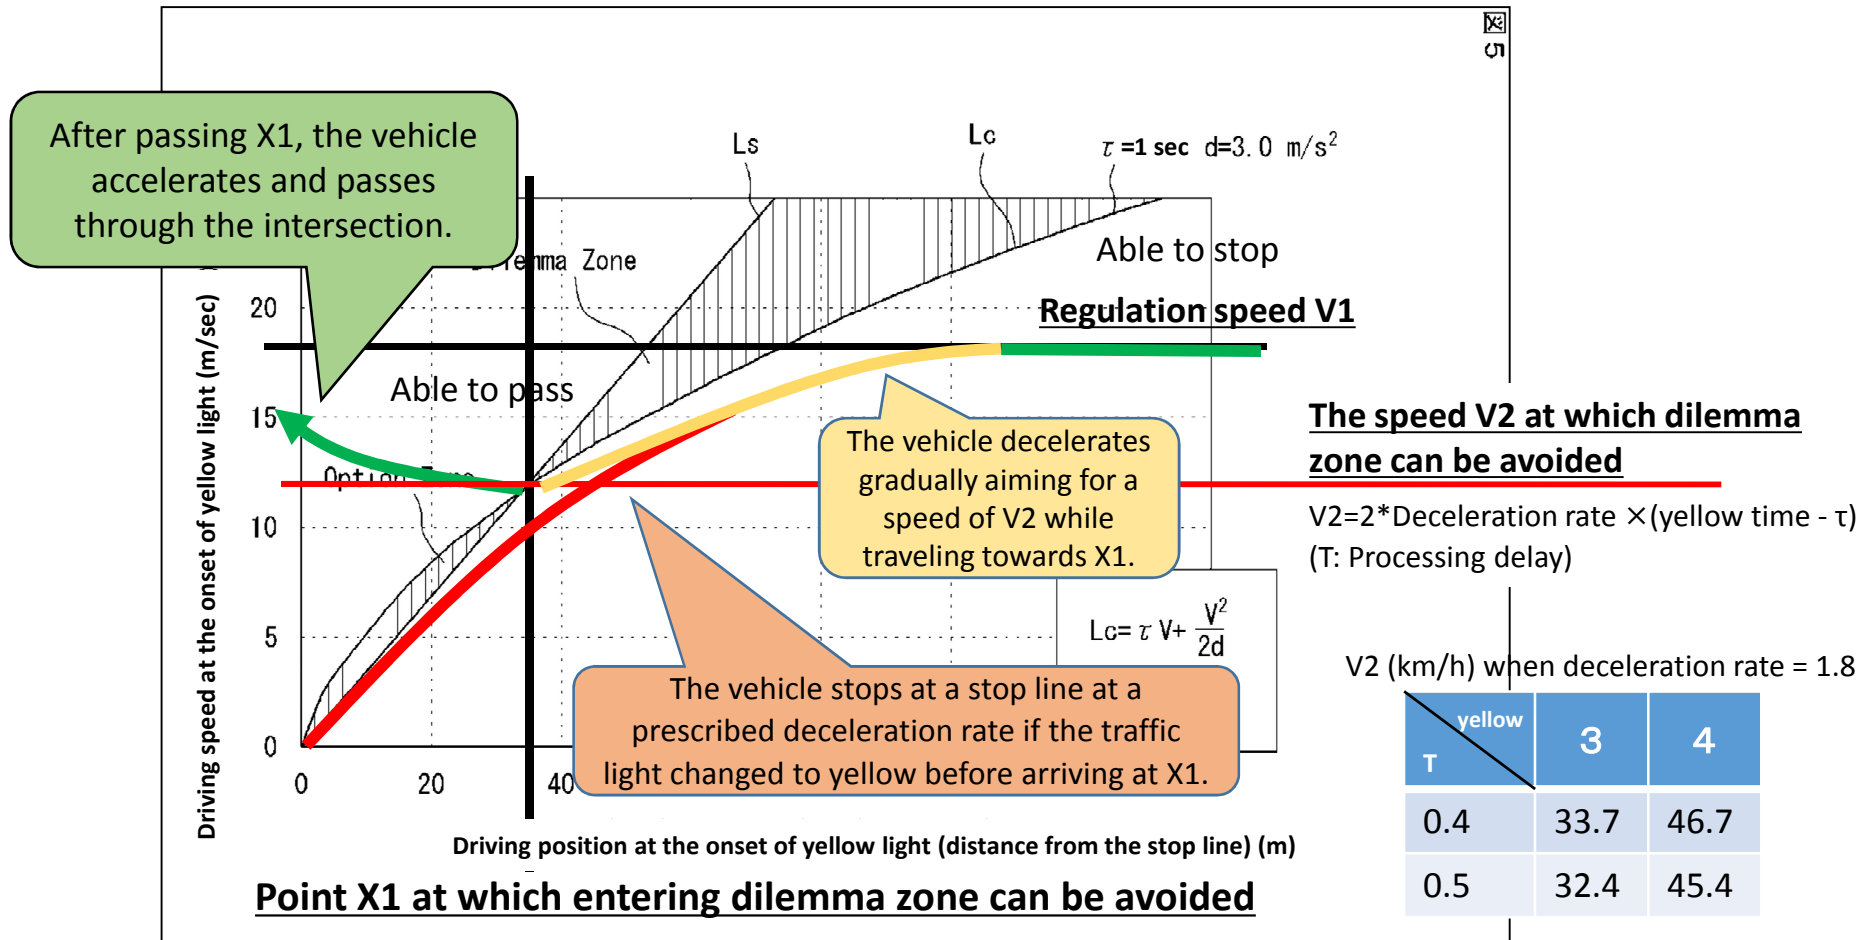 図 5
After passing X1, the vehicle
accelerates and passes
through the intersection.
Ls
Lc
τ =1 sec d=3.0 m/s²
Able to stop
Dilemma Zone
Regulation speed V1
Able to pass
Option Zone
The vehicle decelerates
gradually aiming for a
speed of V2 while
traveling towards X1.
The speed V2 at which dilemma
zone can be avoided
V2=2*Deceleration rate ×(yellow time - τ)
(T: Processing delay)
Lc= τ V+ V²/2d
The vehicle stops at a stop line at a
prescribed deceleration rate if the traffic
light changed to yellow before arriving at X1.
V2 (km/h) when deceleration rate = 1.8
yellow
T
3
4
0.4 33.7 46.7
0.5 32.4 45.4
Driving speed at the onset of yellow light (m/sec)
20
15
10
5
0
0 20 40
Driving position at the onset of yellow light (distance from the stop line) (m)
Point X1 at which entering dilemma zone can be avoided